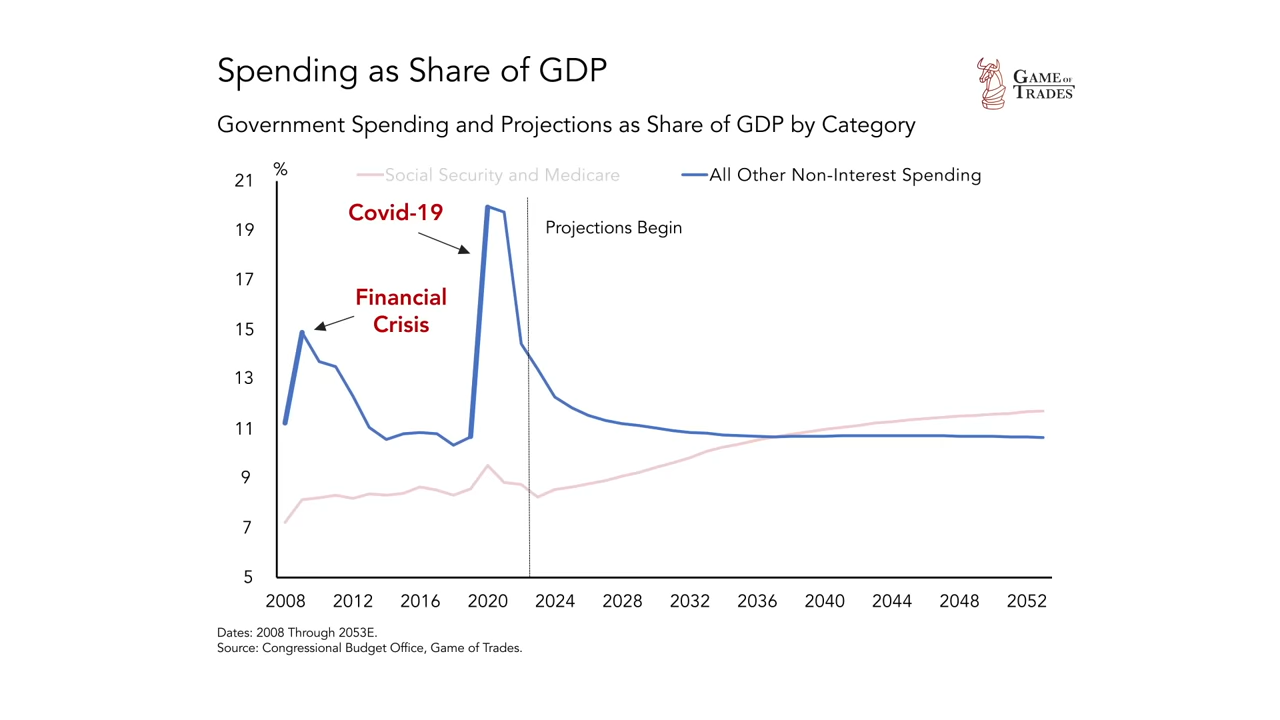 Spending as Share of GDP
GAME OF
TRADES
Government Spending and Projections as Share of GDP by Category
%
Social Security and Medicare
All Other Non-Interest Spending
21
Covid-19
19
Projections Begin
17
Financial
Crisis
15
13
11
9
7
5
2008 2012 2016 2020 2024 2028 2032 2036 2040 2044 2048 2052
Dates: 2008 Through 2053E.
Source: Congressional Budget Office, Game of Trades.